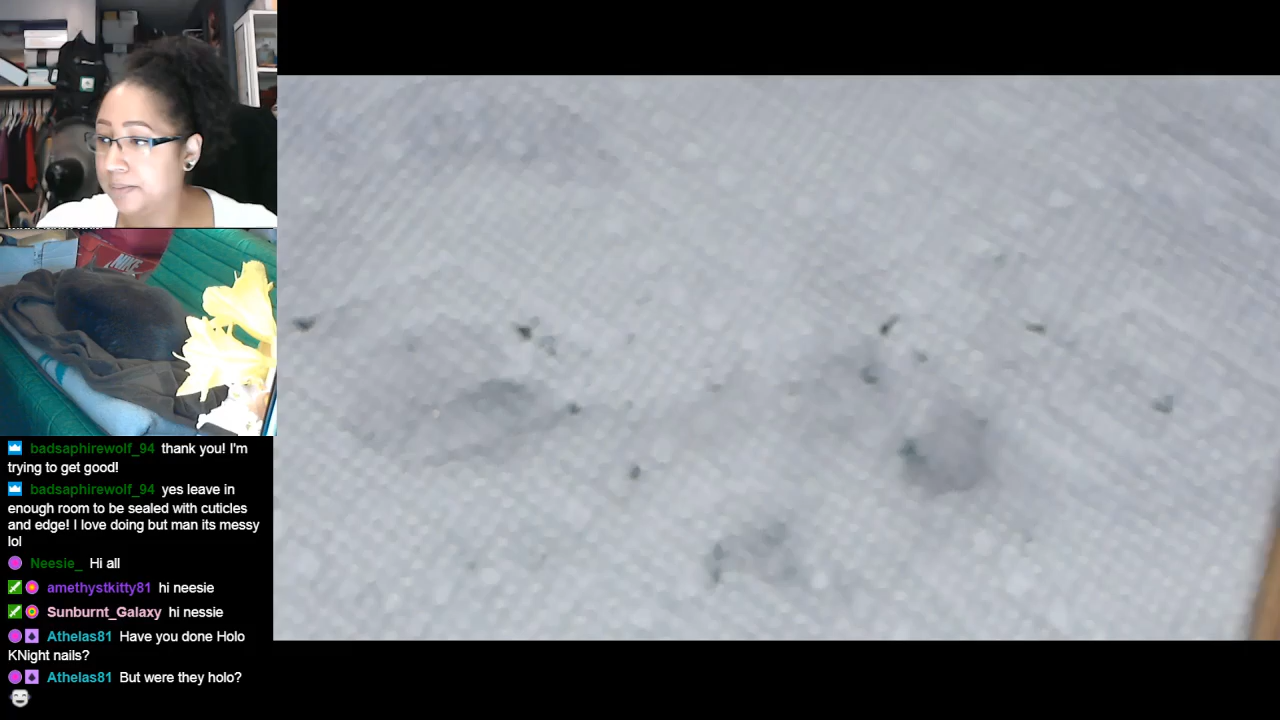 NIKE
badsaphirewolf_94 thank you! I'm
trying to get good!
badsaphirewolf_94 yes leave in
enough room to be sealed with cuticles
and edge! I love doing but man its messy
lol
Neesie_ Hi all
amethystkitty81 hi neesie
Sunburnt_Galaxy hi nessie
Athelas81 Have you done Holo
KNight nails?
Athelas81 But were they holo?